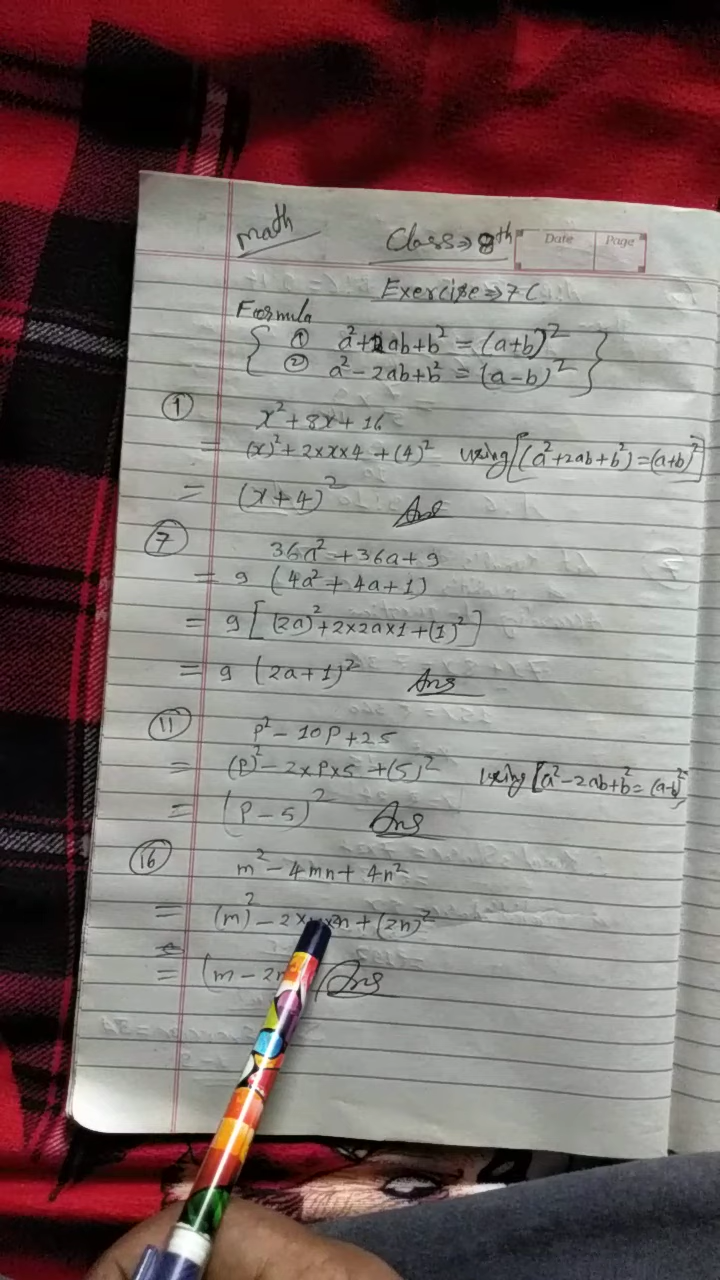 math Class⇒8th Date Page
Exercise⇒7C
Formula
① a²+2ab+b² = (a+b)²
② a²-2ab+b² = (a-b)²
① x²+8x+16
= (x)²+2×x×4+(4)² using[(a²+2ab+b²)=(a+b)²]
= (x+4)² Ans
⑦ 36a²+36a+9
= 9 (4a²+4a+1)
= 9[(2a)²+2×2a×1+(1)²]
= 9 (2a+1)² Ans
⑪ p²-10p+25
= (p)²-2×p×5+(5)² using[a²-2ab+b²=(a-b)²
= (p-5)² Ans
⑯ m²-4mn+4n²
= (m)²-2× ×2n+(2n)²
=
= (m-2n Ans